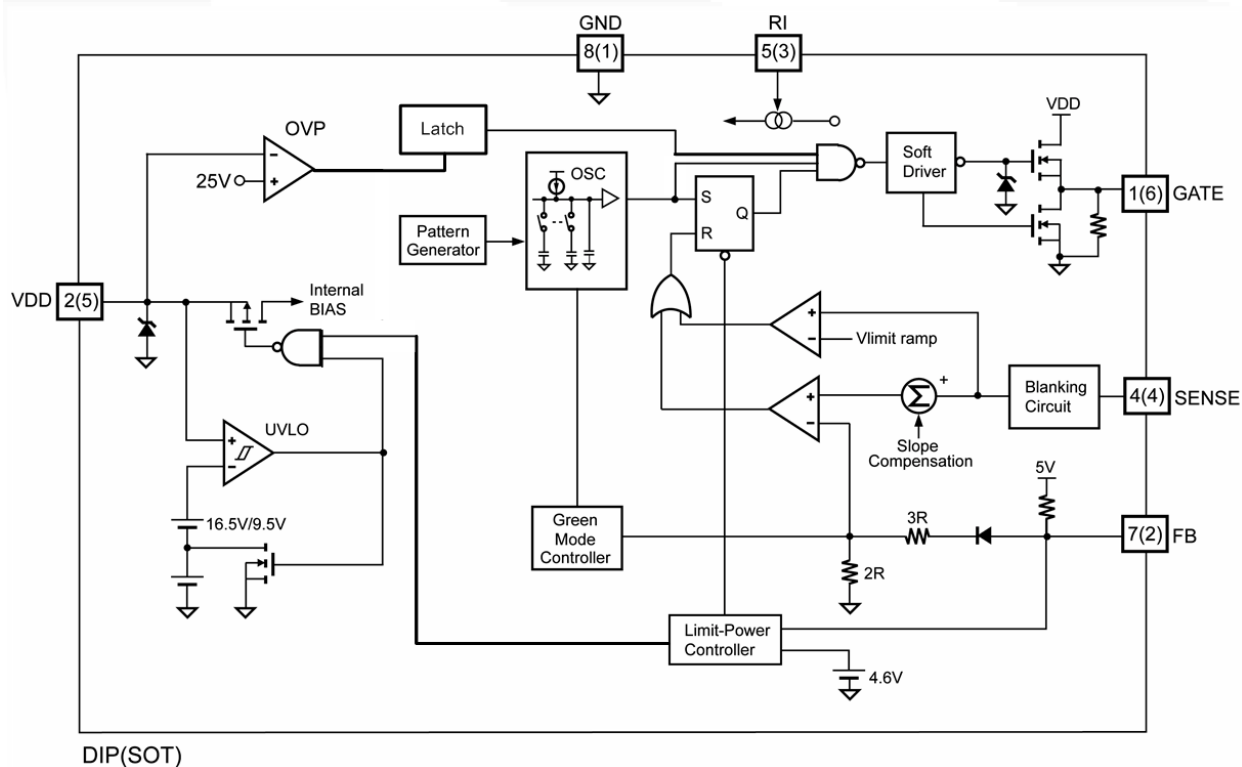 GND
RI
8(1)
5(3)
VDD
OVP
Latch
25V
OSC
Soft
Driver
1(6)
GATE
S
Q
R
Pattern
Generator
VDD
2(5)
Internal
BIAS
+
−
Vlimit ramp
Blanking
Circuit
4(4)
SENSE
+
−
Σ
+
Slope
Compensation
UVLO
+
−
16.5V/9.5V
5V
Green
Mode
Controller
3R
7(2)
FB
2R
Limit-Power
Controller
4.6V
−
+
DIP(SOT)